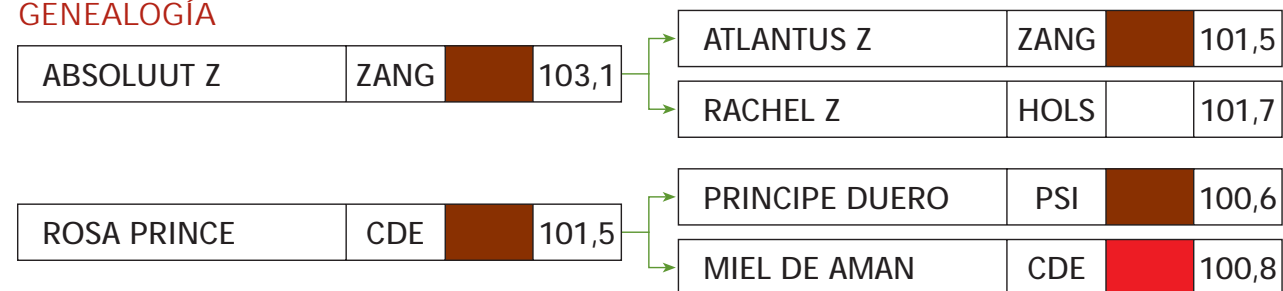 GENEALOGÍA
ABSOLUUT Z ZANG 103,1
ATLANTUS Z ZANG 101,5
RACHEL Z HOLS 101,7
ROSA PRINCE CDE 101,5
PRINCIPE DUERO PSI 100,6
MIEL DE AMAN CDE 100,8